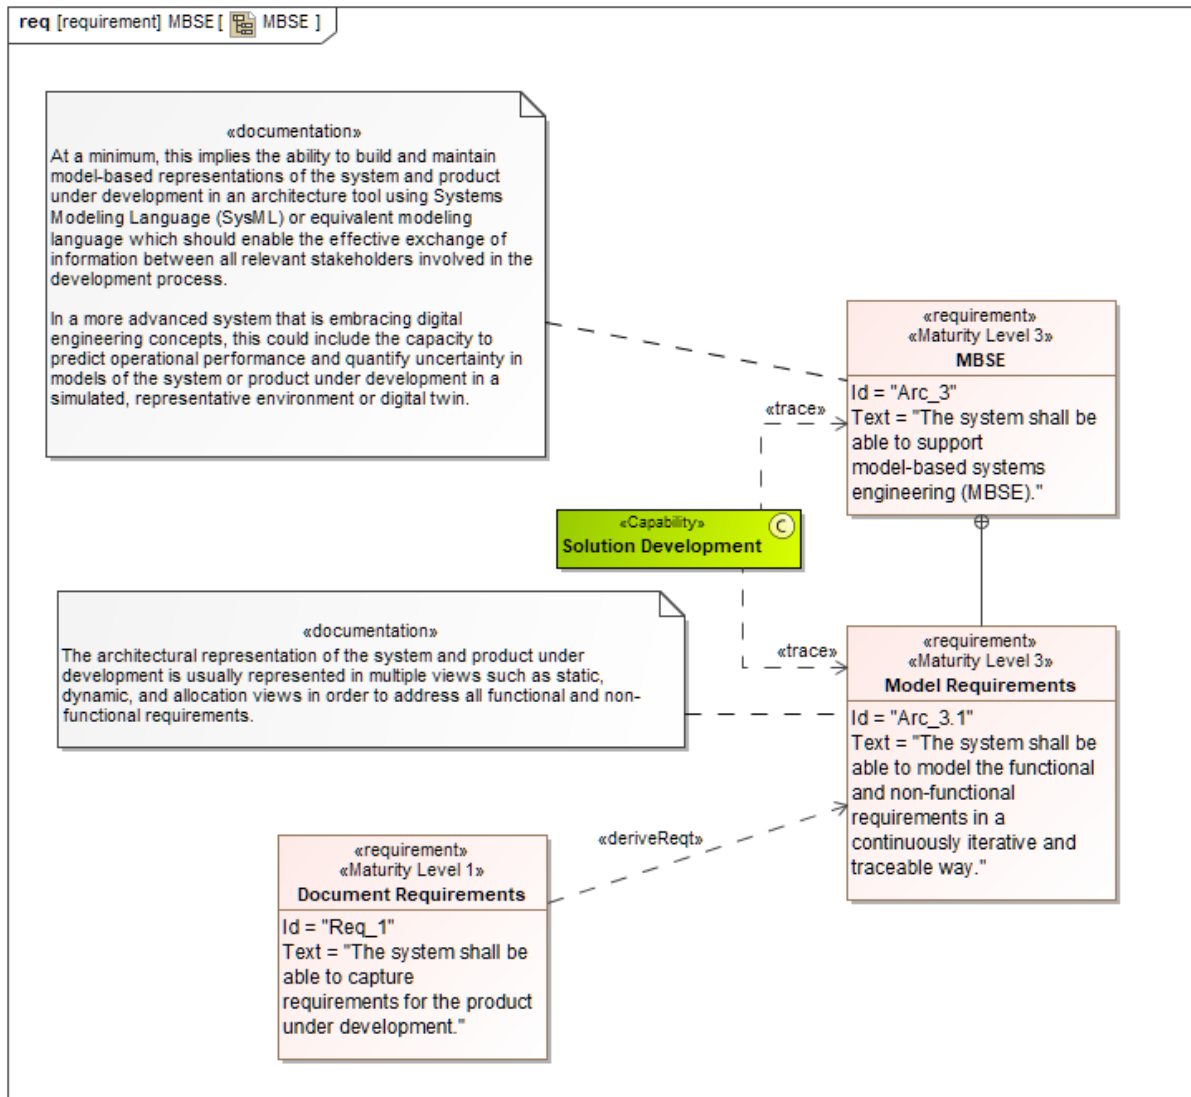 req [requirement] MBSE [ MBSE ]
«documentation»
At a minimum, this implies the ability to build and maintain
model-based representations of the system and product
under development in an architecture tool using Systems
Modeling Language (SysML) or equivalent modeling
language which should enable the effective exchange of
information between all relevant stakeholders involved in the
development process.
In a more advanced system that is embracing digital
engineering concepts, this could include the capacity to
predict operational performance and quantify uncertainty in
models of the system or product under development in a
simulated, representative environment or digital twin.
«requirement»
«Maturity Level 3»
MBSE
Id = "Arc_3"
Text = "The system shall be
able to support
model-based systems
engineering (MBSE)."
«trace»
«Capability»
C
Solution Development
«trace»
«documentation»
The architectural representation of the system and product under
development is usually represented in multiple views such as static,
dynamic, and allocation views in order to address all functional and non-
functional requirements.
«requirement»
«Maturity Level 3»
Model Requirements
Id = "Arc_3.1"
Text = "The system shall be
able to model the functional
and non-functional
requirements in a
continuously iterative and
traceable way."
«deriveReqt»
«requirement»
«Maturity Level 1»
Document Requirements
Id = "Req_1"
Text = "The system shall be
able to capture
requirements for the product
under development."